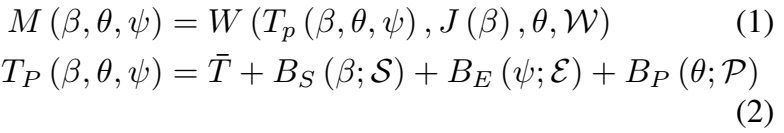 M (β, θ, ψ) = W (T_p (β, θ, ψ) , J (β) , θ, 𝒲) (1)
T_P (β, θ, ψ) = T̄ + B_S (β; 𝒮) + B_E (ψ; ℰ) + B_P (θ; 𝒫)
(2)